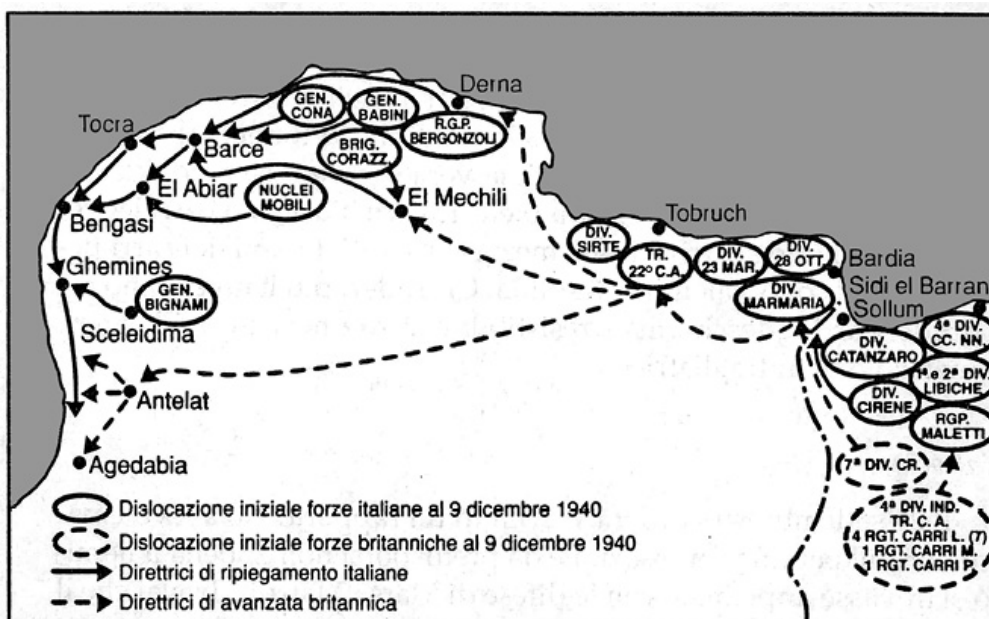 Derna
GEN.
CONA
GEN.
BABINI
R.G.P.
BERGONZOLI
Tocra
Barce
BRIG.
CORAZZ.
El Abiar
NUCLEI
MOBILI
El Mechili
Bengasi
Tobruch
DIV.
SIRTE
TR.
22° C.A.
DIV.
23 MAR.
DIV.
28 OTT.
Bardia
Ghemines
GEN.
BIGNAMI
DIV.
MARMARIA
Sidi el Barrani
Sollum
Sceleidima
DIV.
CATANZARO
4ª DIV.
CC. NN.
1ª e 2ª DIV.
LIBICHE
Antelat
DIV.
CIRENE
RGP.
MALETTI
Agedabia
7ª DIV. CR.
4ª DIV. IND.
TR. C. A.
4 RGT. CARRI L. (7)
1 RGT. CARRI M.
1 RGT. CARRI P.
Dislocazione iniziale forze italiane al 9 dicembre 1940
Dislocazione iniziale forze britanniche al 9 dicembre 1940
Direttrici di ripiegamento italiane
Direttrici di avanzata britannica